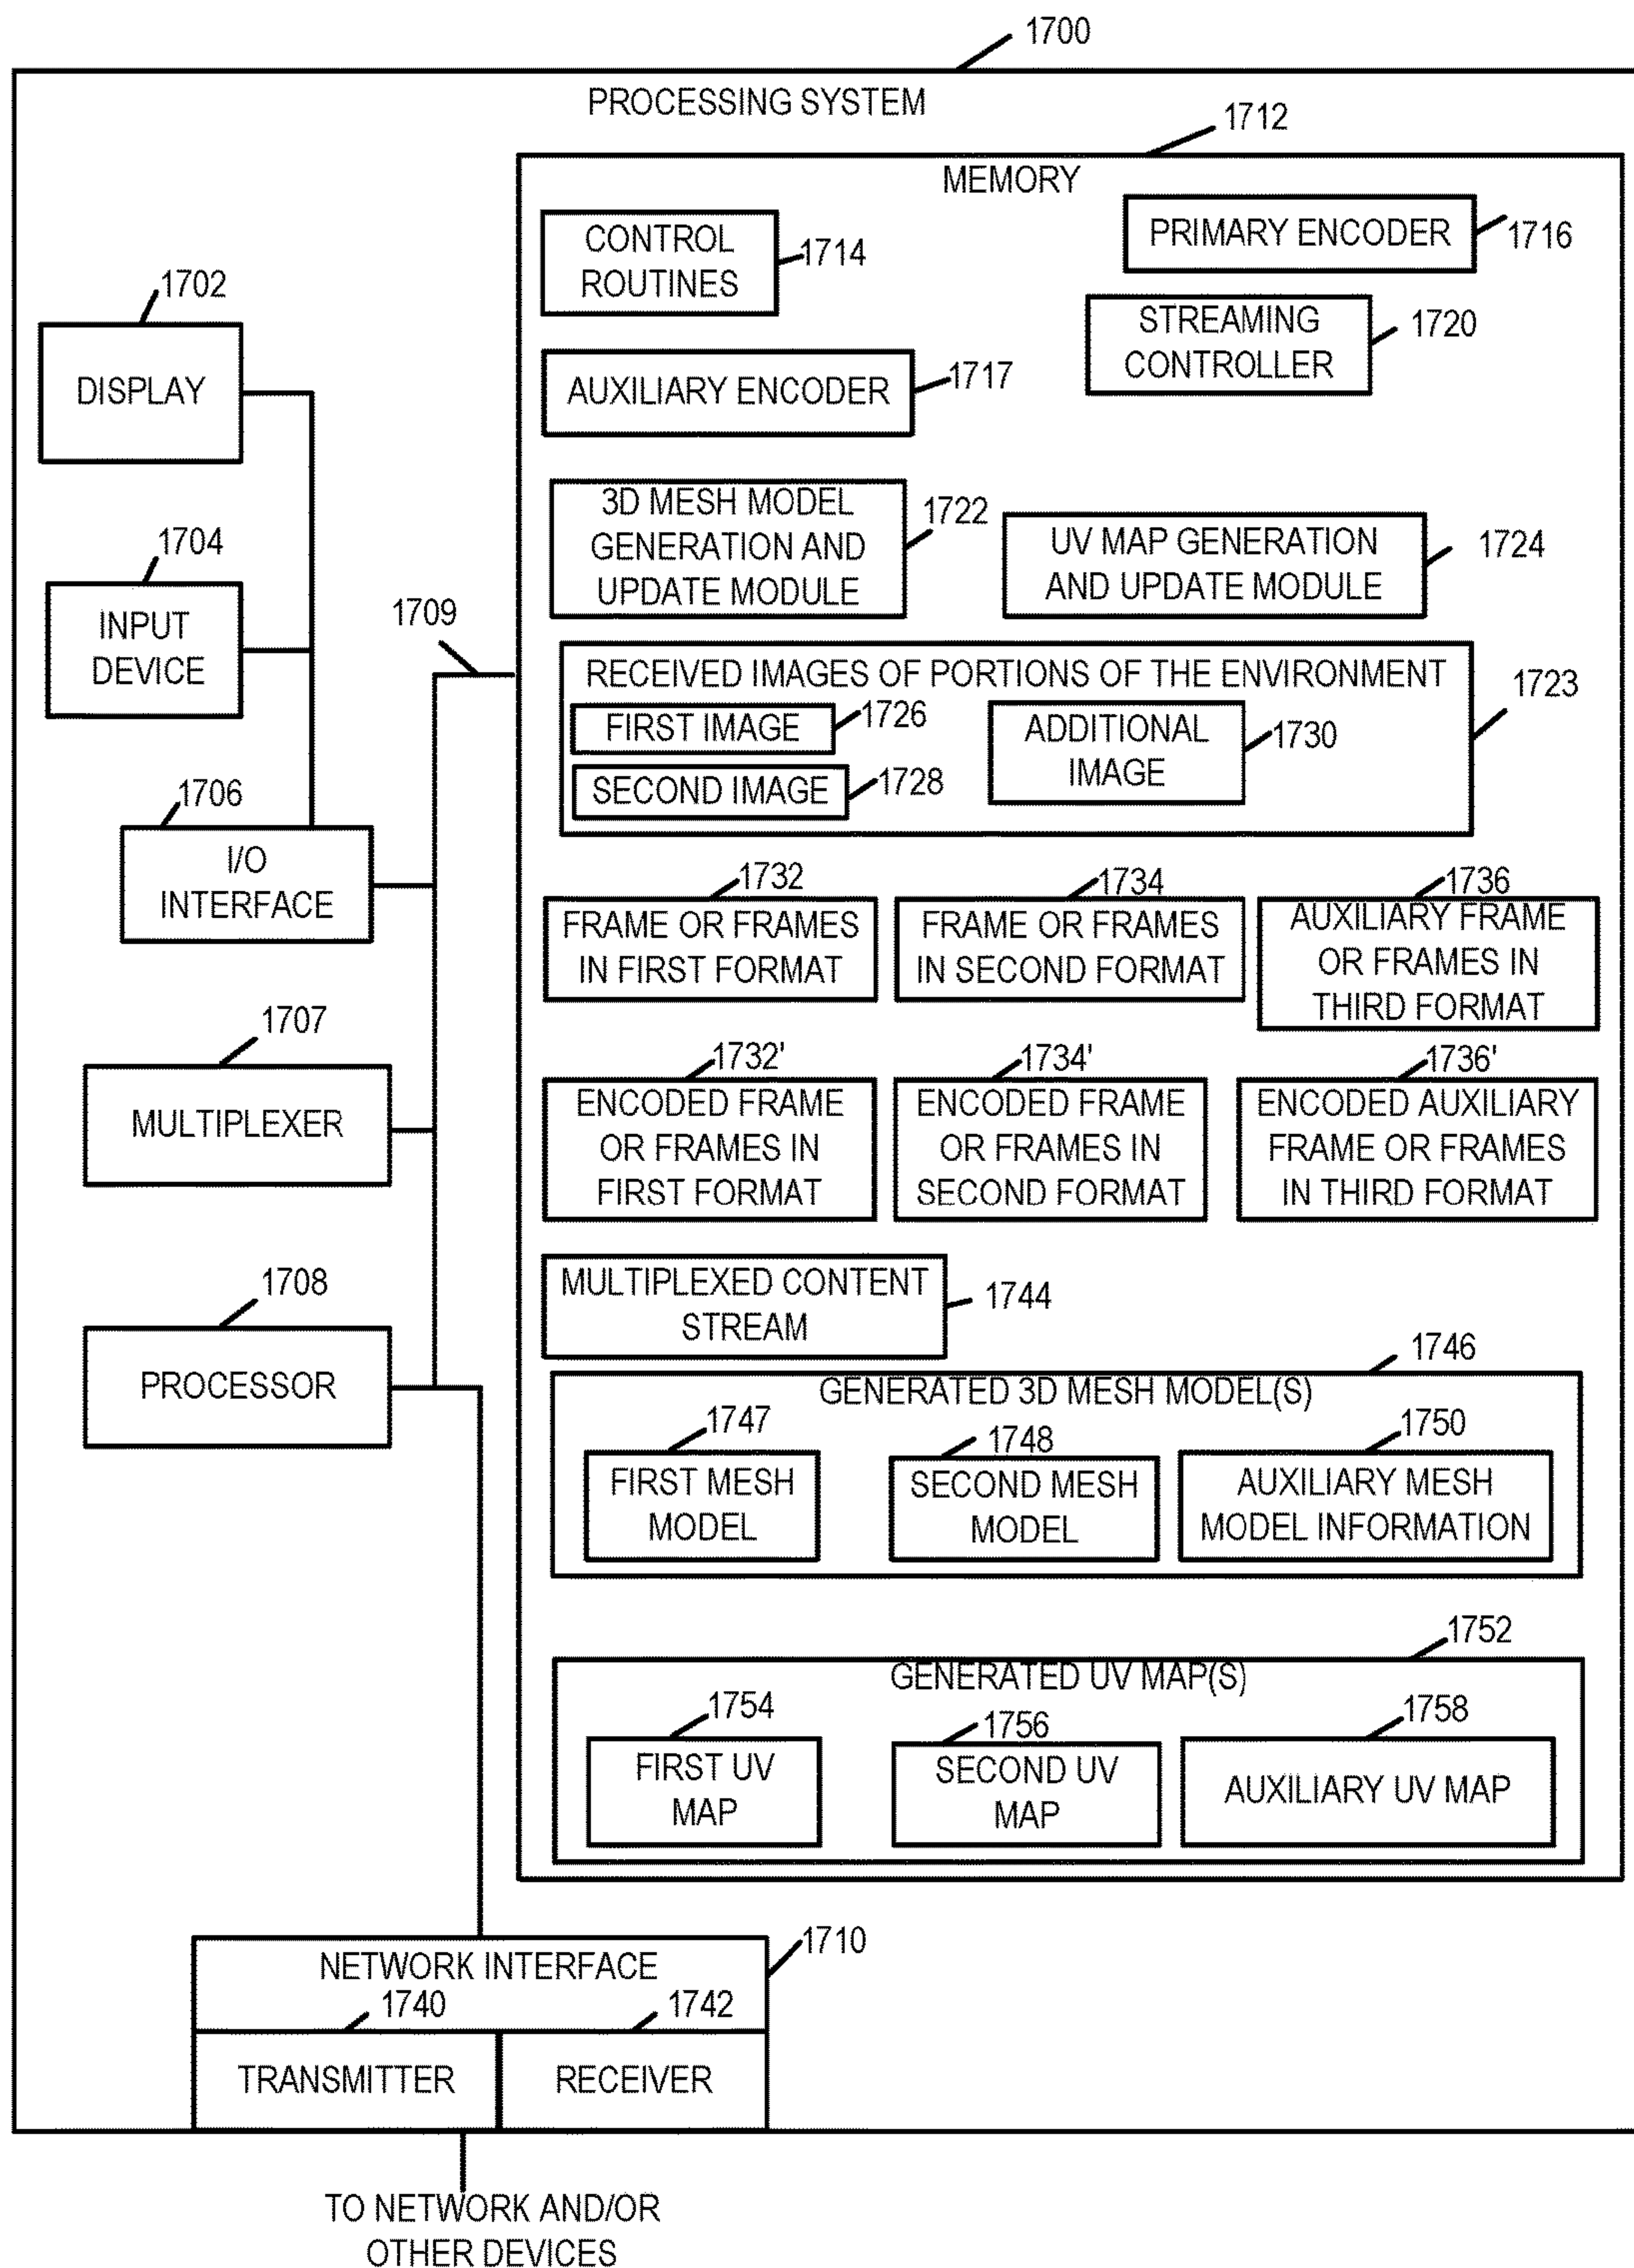 1700
PROCESSING SYSTEM
1712
MEMORY
CONTROL
ROUTINES
1714
PRIMARY ENCODER
1716
STREAMING
CONTROLLER
1720
AUXILIARY ENCODER
1717
1702
DISPLAY
1704
INPUT
DEVICE
1706
I/O
INTERFACE
1707
MULTIPLEXER
1708
PROCESSOR
1709
3D MESH MODEL
GENERATION AND
UPDATE MODULE
1722
UV MAP GENERATION
AND UPDATE MODULE
1724
RECEIVED IMAGES OF PORTIONS OF THE ENVIRONMENT
1723
FIRST IMAGE
1726
SECOND IMAGE
1728
ADDITIONAL
IMAGE
1730
1732
FRAME OR FRAMES
IN FIRST FORMAT
1734
FRAME OR FRAMES
IN SECOND FORMAT
1736
AUXILIARY FRAME
OR FRAMES IN
THIRD FORMAT
1732'
ENCODED FRAME
OR FRAMES IN
FIRST FORMAT
1734'
ENCODED FRAME
OR FRAMES IN
SECOND FORMAT
1736'
ENCODED AUXILIARY
FRAME OR FRAMES
IN THIRD FORMAT
MULTIPLEXED CONTENT
STREAM
1744
1746
GENERATED 3D MESH MODEL(S)
1747
FIRST MESH
MODEL
1748
SECOND MESH
MODEL
1750
AUXILIARY MESH
MODEL INFORMATION
1752
GENERATED UV MAP(S)
1754
FIRST UV
MAP
1756
SECOND UV
MAP
1758
AUXILIARY UV MAP
1710
NETWORK INTERFACE
1740
TRANSMITTER
1742
RECEIVER
TO NETWORK AND/OR
OTHER DEVICES